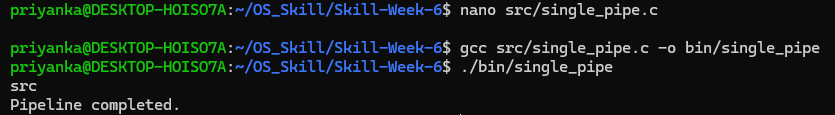 priyanka@DESKTOP-HOISO7A:~/OS_Skill/Skill-Week-6$ nano src/single_pipe.c
priyanka@DESKTOP-HOISO7A:~/OS_Skill/Skill-Week-6$ gcc src/single_pipe.c -o bin/single_pipe
priyanka@DESKTOP-HOISO7A:~/OS_Skill/Skill-Week-6$ ./bin/single_pipe
src
Pipeline completed.